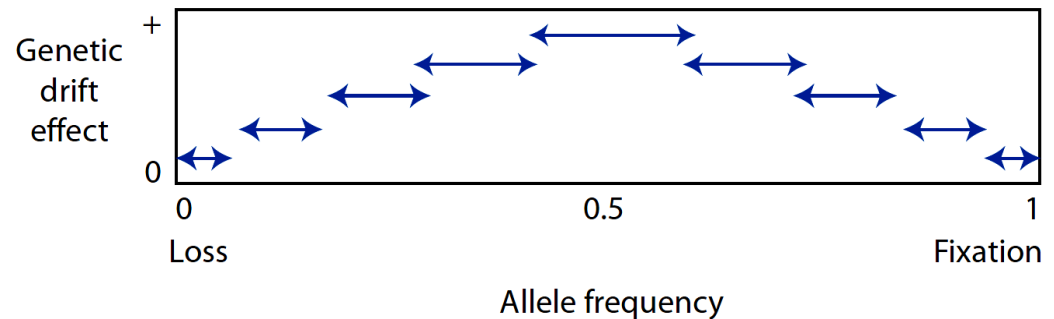 +
Genetic
drift
effect
0
0 0.5 1
Loss Fixation
Allele frequency